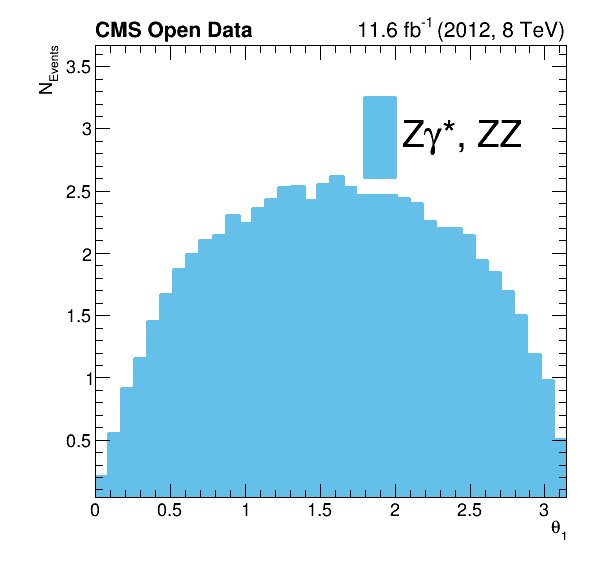 CMS Open Data 11.6 fb⁻¹ (2012, 8 TeV)
N_Events
3.5
3
2.5
2
1.5
1
0.5
Zγ*, ZZ
0 0.5 1 1.5 2 2.5 3
θ₁